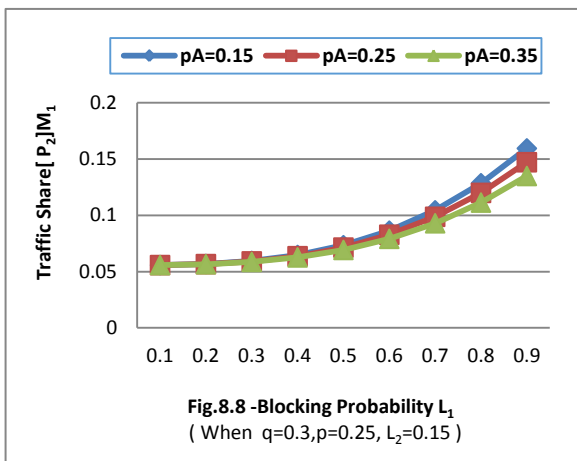 pA=0.15 pA=0.25 pA=0.35
Traffic Share[ P₂]M₁
0.2
0.15
0.1
0.05
0
0.1 0.2 0.3 0.4 0.5 0.6 0.7 0.8 0.9
Fig.8.8 -Blocking Probability L₁
( When q=0.3,p=0.25, L₂=0.15 )